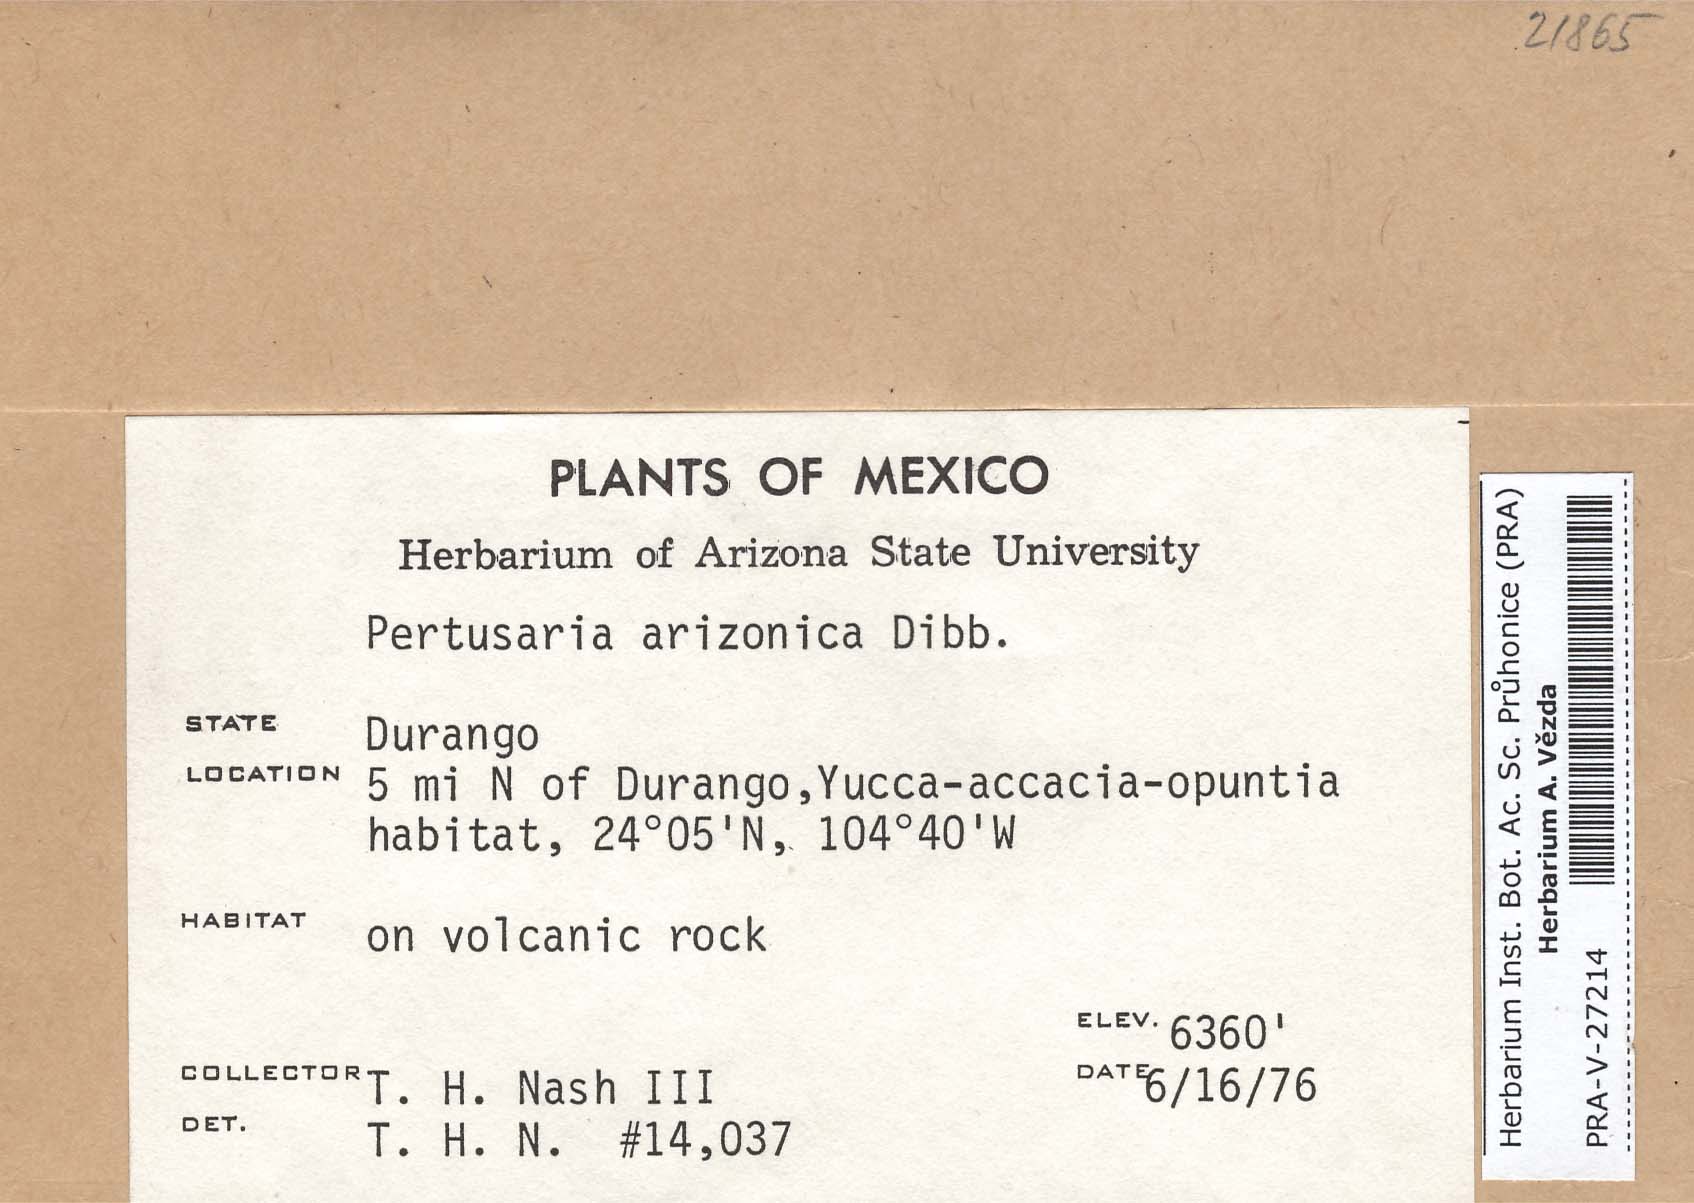 21865
PLANTS OF MEXICO
Herbarium of Arizona State University
Pertusaria arizonica Dibb.
STATE Durango
LOCATION 5 mi N of Durango,Yucca-accacia-opuntia
habitat, 24°05'N, 104°40'W
HABITAT on volcanic rock
ELEV. 6360'
COLLECTOR T. H. Nash III DATE 6/16/76
DET. T. H. N. #14,037
Herbarium Inst. Bot. Ac. Sc. Průhonice (PRA)
Herbarium A. Vězda
PRA-V-27214